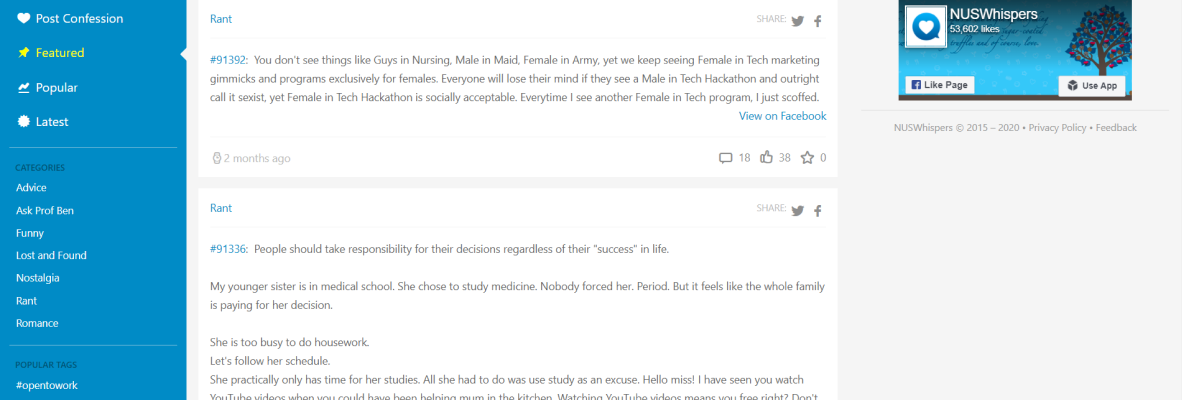 Post Confession
Featured
Popular
Latest
CATEGORIES
Advice
Ask Prof Ben
Funny
Lost and Found
Nostalgia
Rant
Romance
POPULAR TAGS
#opentowork
Rant
SHARE:
#91392: You don't see things like Guys in Nursing, Male in Maid, Female in Army, yet we keep seeing Female in Tech marketing
gimmicks and programs exclusively for females. Everyone will lose their mind if they see a Male in Tech Hackathon and outright
call it sexist, yet Female in Tech Hackathon is socially acceptable. Everytime I see another Female in Tech program, I just scoffed.
View on Facebook
2 months ago
18 38 0
Rant
SHARE:
#91336: People should take responsibility for their decisions regardless of their "success" in life.
My younger sister is in medical school. She chose to study medicine. Nobody forced her. Period. But it feels like the whole family
is paying for her decision.
She is too busy to do housework.
Let's follow her schedule.
She practically only has time for her studies. All she had to do was use study as an excuse. Hello miss! I have seen you watch
YouTube videos when you could have been helping mum in the kitchen. Watching YouTube videos means you free right? Don't
NUSWhispers
53,602 likes
truffles and of course, love.
Like Page
Use App
NUSWhispers © 2015 – 2020 • Privacy Policy • Feedback